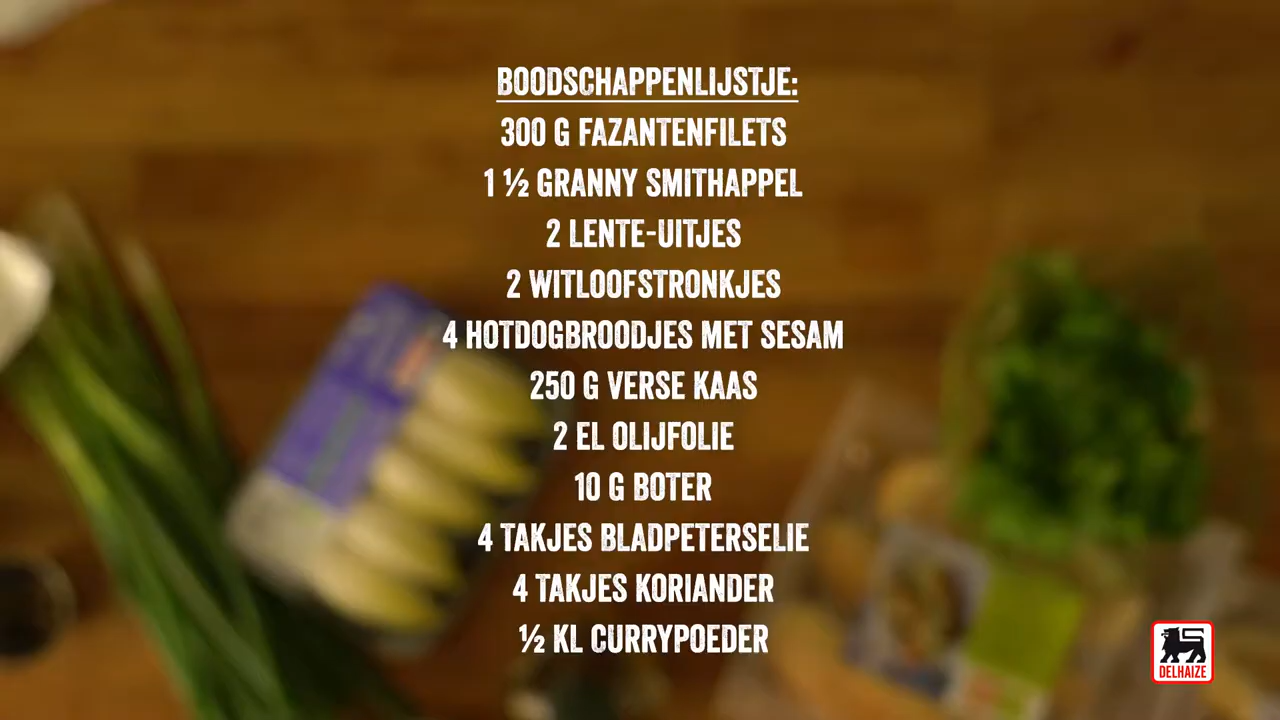 BOODSCHAPPENLIJSTJE:
300 G FAZANTENFILETS
1 ½ GRANNY SMITHAPPEL
2 LENTE-UITJES
2 WITLOOFSTRONKJES
4 HOTDOGBROODJES MET SESAM
250 G VERSE KAAS
2 EL OLIJFOLIE
10 G BOTER
4 TAKJES BLADPETERSELIE
4 TAKJES KORIANDER
½ KL CURRYPOEDER
DELHAIZE